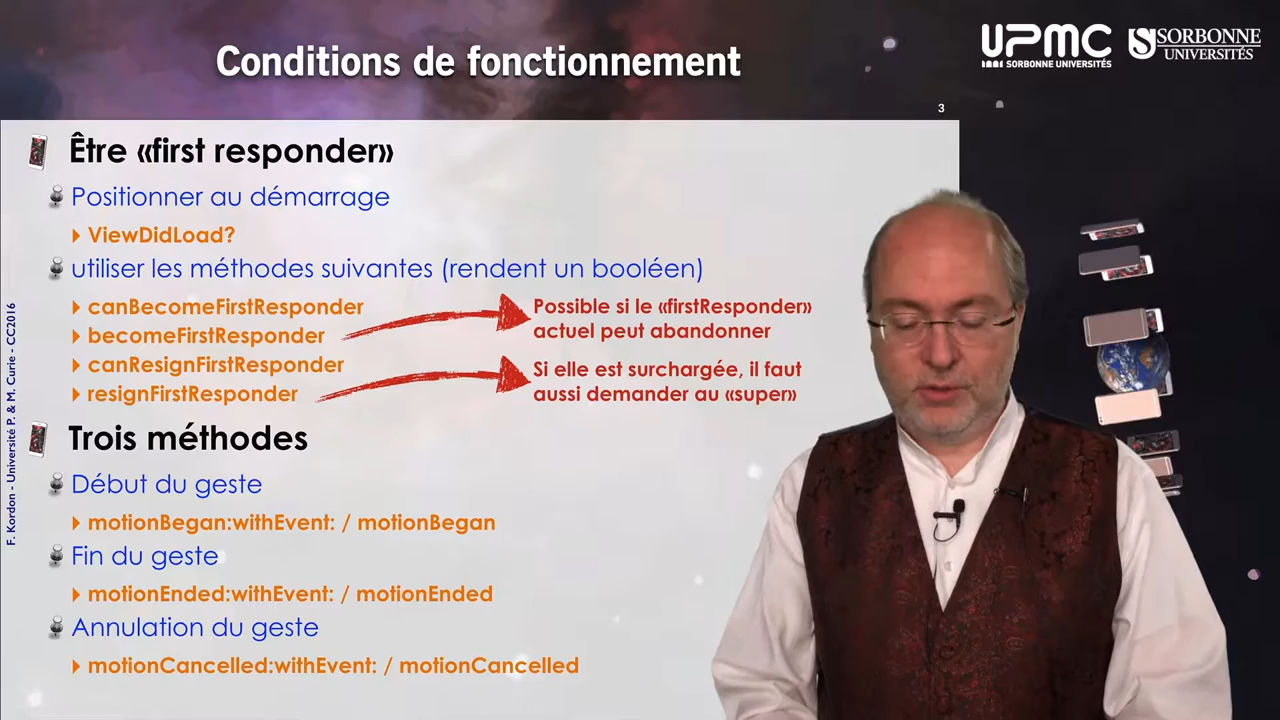 Conditions de fonctionnement
UPMC
SORBONNE UNIVERSITÉS
SORBONNE
UNIVERSITÉS
3
Être «first responder»
Positionner au démarrage
ViewDidLoad?
utiliser les méthodes suivantes (rendent un booléen)
canBecomeFirstResponder
becomeFirstResponder
canResignFirstResponder
resignFirstResponder
Possible si le «firstResponder»
actuel peut abandonner
Si elle est surchargée, il faut
aussi demander au «super»
Trois méthodes
Début du geste
motionBegan:withEvent: / motionBegan
Fin du geste
motionEnded:withEvent: / motionEnded
Annulation du geste
motionCancelled:withEvent: / motionCancelled
F. Kordon - Université P. & M. Curie - CC2016